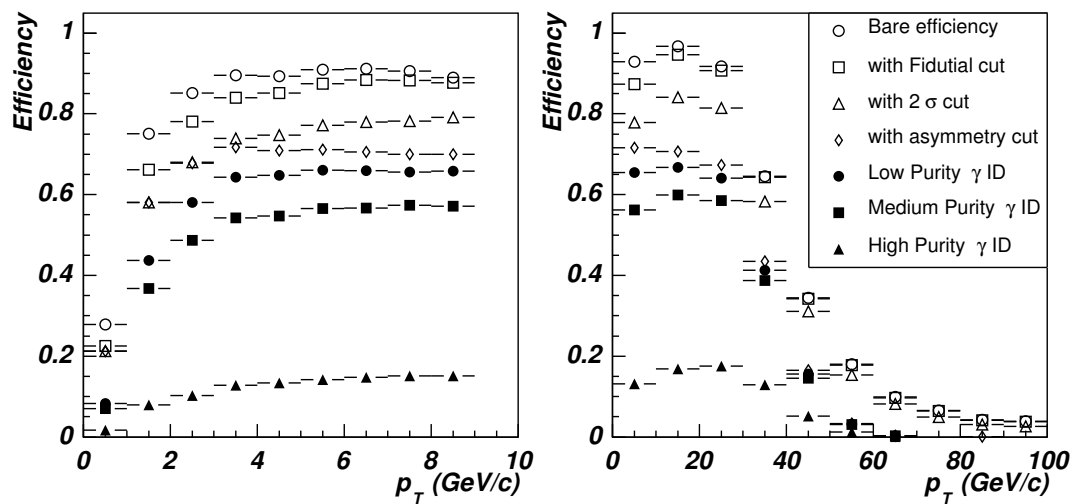 Efficiency
1
0.8
0.6
0.4
0.2
0
0 2 4 6 8 10
p_T (GeV/c)
Efficiency
1
0.8
0.6
0.4
0.2
0
0 20 40 60 80 100
p_T (GeV/c)
Bare efficiency
with Fidutial cut
with 2 σ cut
with asymmetry cut
Low Purity γ ID
Medium Purity γ ID
High Purity γ ID